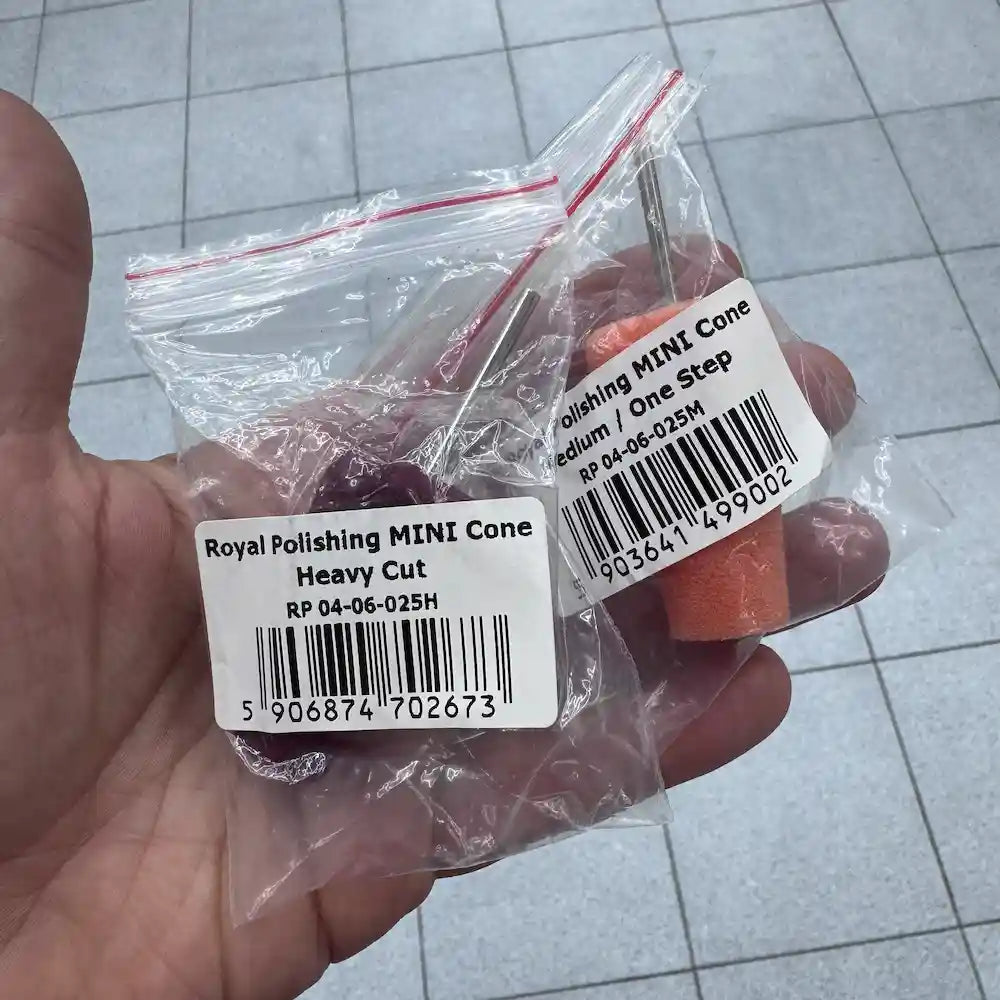 Royal Polishing MINI Cone
Heavy Cut
RP 04-06-025H
5 906874 702673
olishing MINI Cone
edium / One Step
RP 04-06-025M
903641 499002